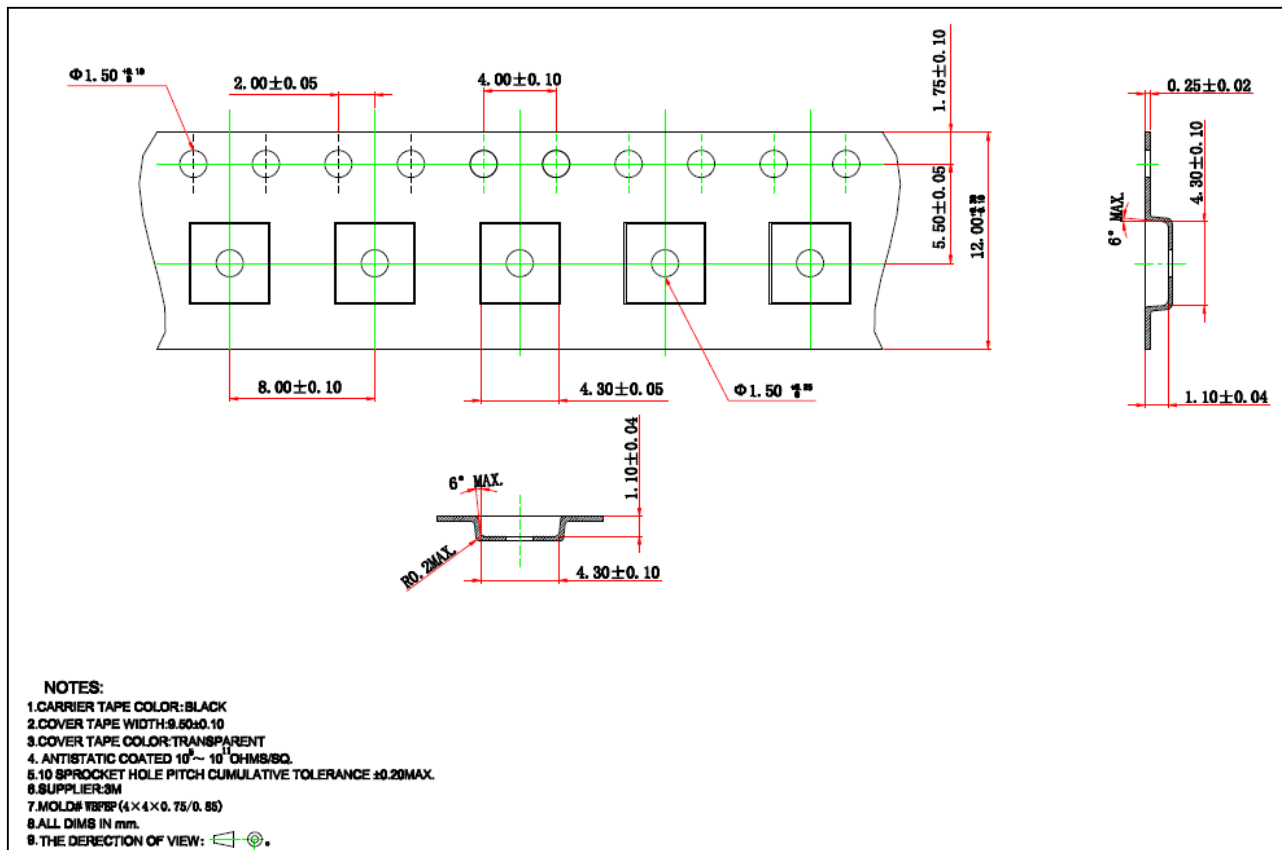 Φ1.50 +0.10 0
2.00±0.05
4.00±0.10
1.75±0.10
0.25±0.02
5.50±0.05
12.00
4.30±0.10
6° MAX.
8.00±0.10
4.30±0.05
Φ1.50
1.10±0.04
6° MAX.
1.10±0.04
R0.2MAX.
4.30±0.10
NOTES:
1.CARRIER TAPE COLOR:BLACK
2.COVER TAPE WIDTH:9.50±0.10
3.COVER TAPE COLOR:TRANSPARENT
4. ANTISTATIC COATED 10 ~ 10¹¹ OHMS/SQ.
5.10 SPROCKET HOLE PITCH CUMULATIVE TOLERANCE ±0.20MAX.
6.SUPPLIER:3M
7.MOLD# (4×4×0.75/0.85)
8.ALL DIMS IN mm.
9.THE DERECTION OF VIEW: